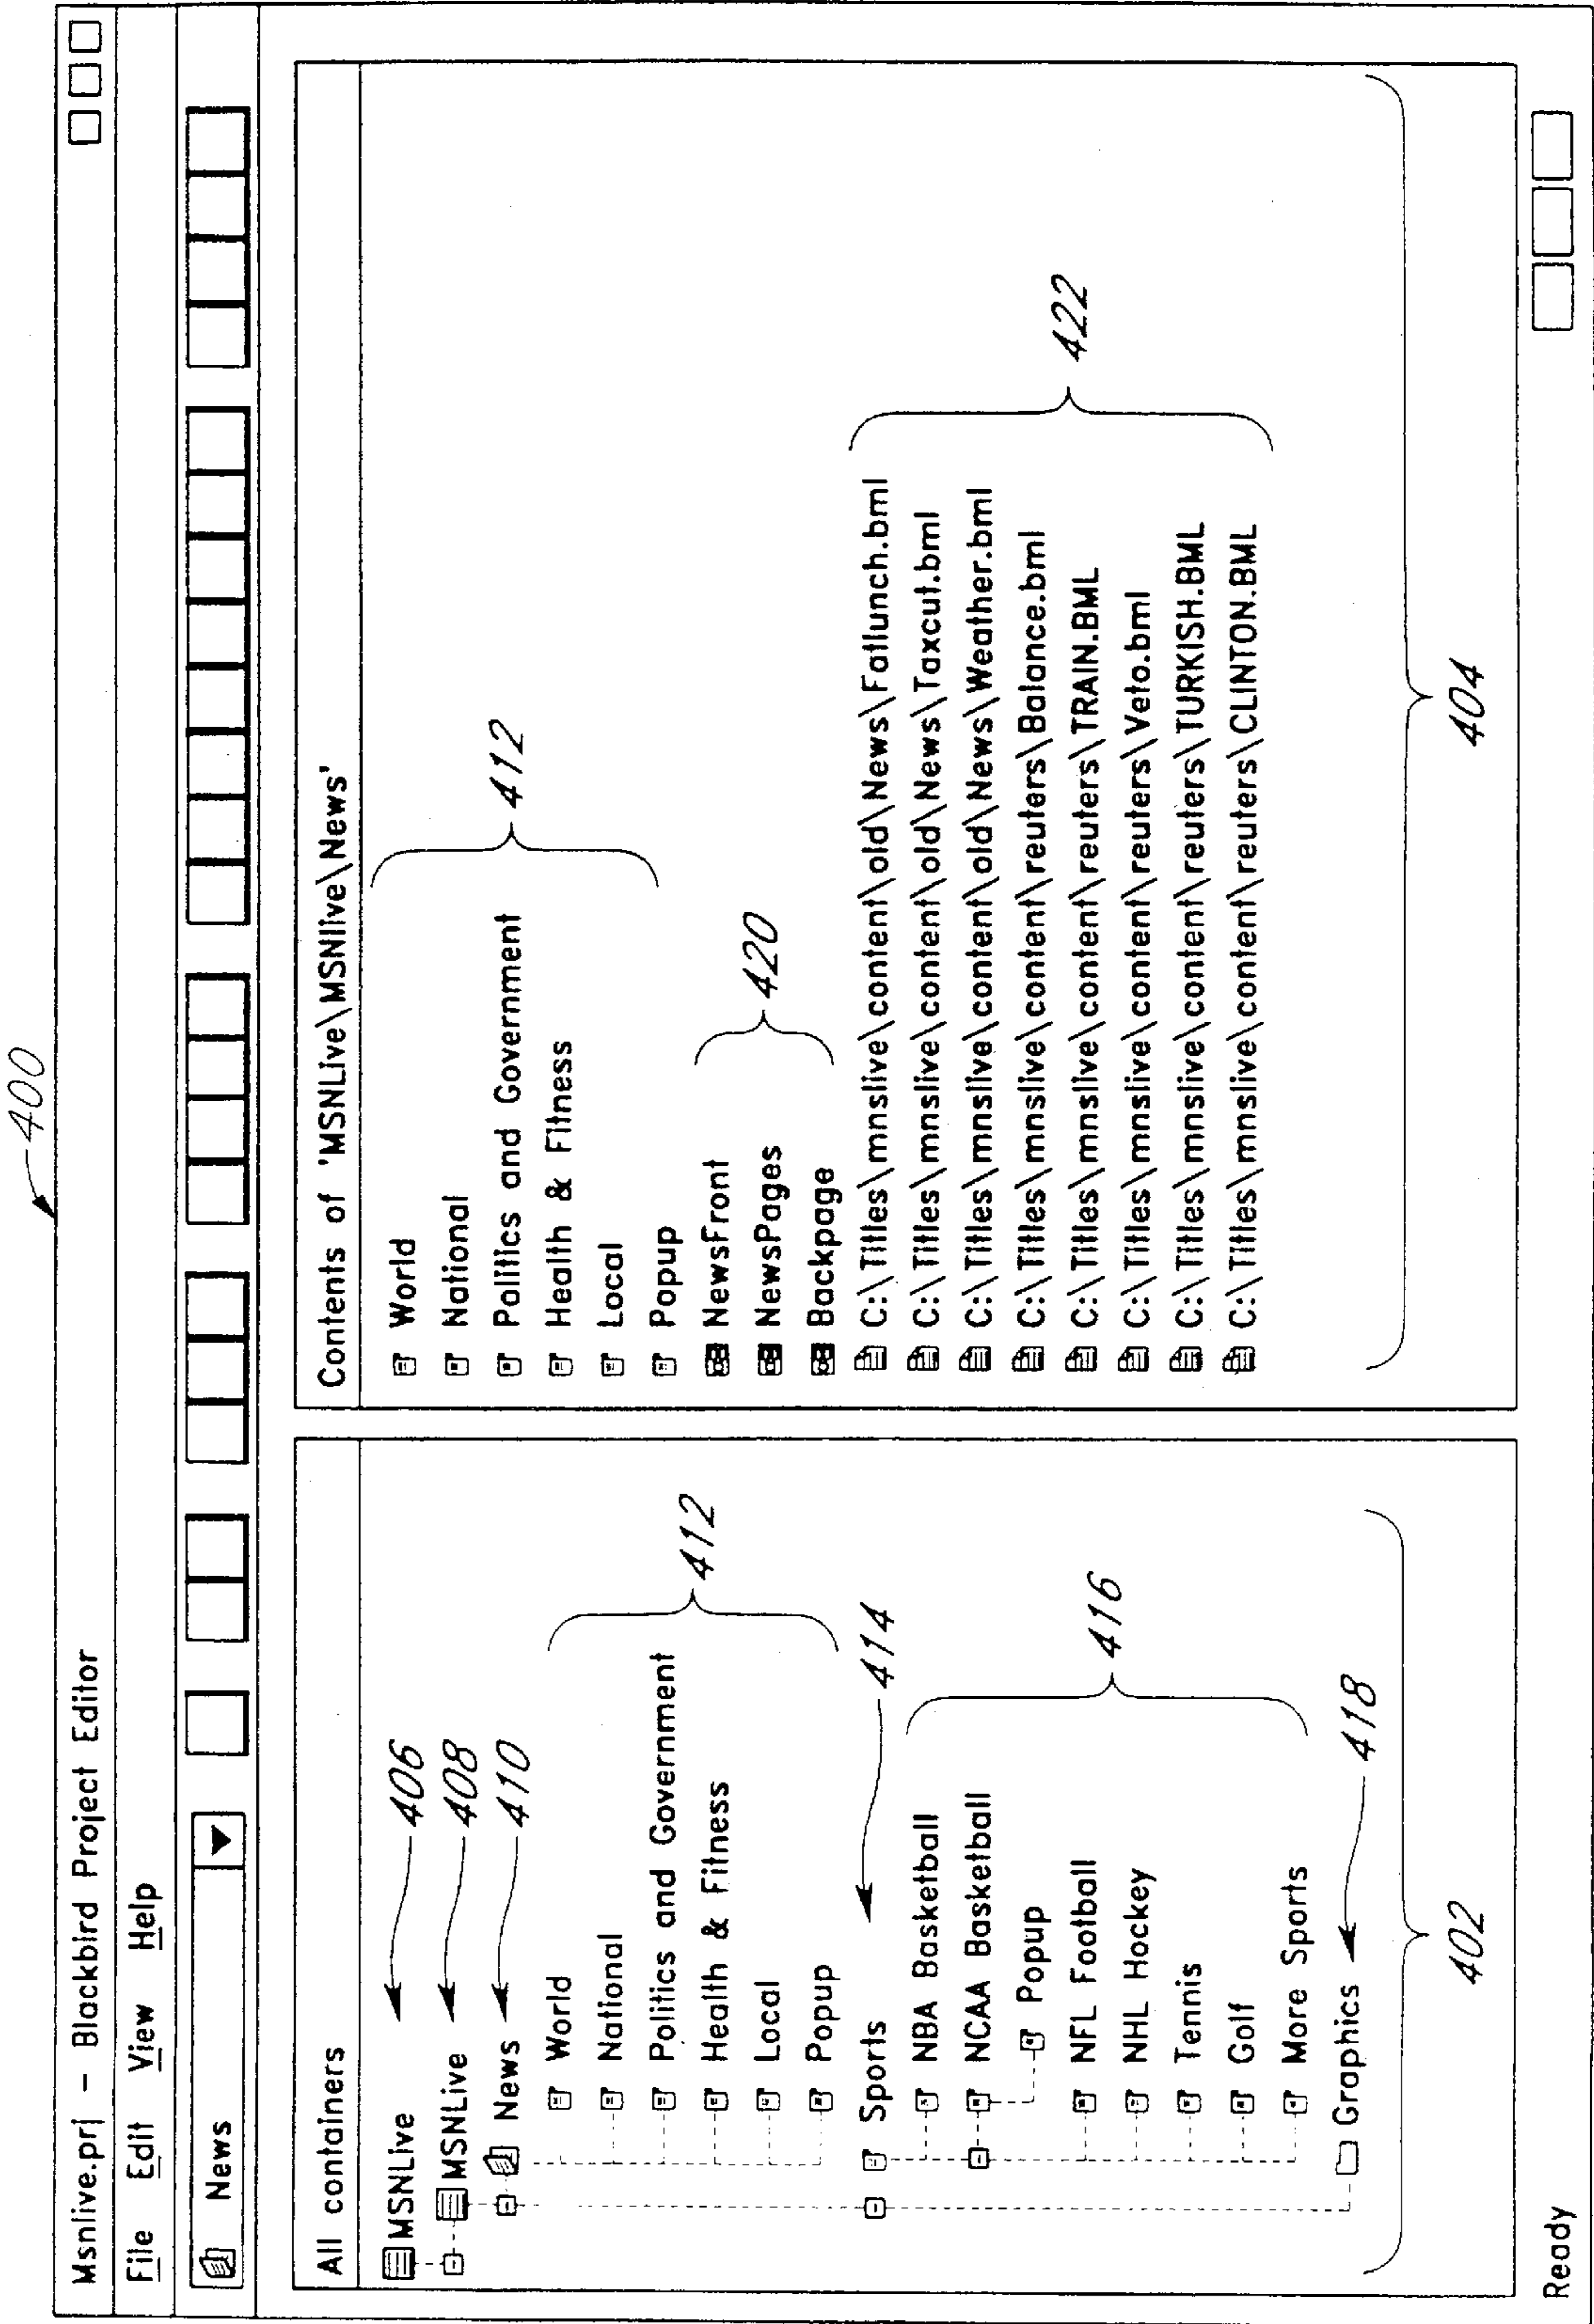 400
Msnlive.prj – Blackbird Project Editor
File Edit View Help
News
All containers
MSNLive
406
MSNLive
408
News
410
World
National
Politics and Government
Health & Fitness
Local
Popup
412
Sports
414
NBA Basketball
NCAA Basketball
Popup
NFL Football
NHL Hockey
Tennis
Golf
More Sports
416
Graphics
418
402
Contents of 'MSNLive\MSNlive\News'
World
National
Politics and Government
Health & Fitness
Local
Popup
412
NewsFront
NewsPages
Backpage
420
C:\Titles\mnslive\content\old\News\Fatlunch.bml
C:\Titles\mnslive\content\old\News\Taxcut.bml
C:\Titles\mnslive\content\old\News\Weather.bml
C:\Titles\mnslive\content\reuters\Balance.bml
C:\Titles\mnslive\content\reuters\TRAIN.BML
C:\Titles\mnslive\content\reuters\Veto.bml
C:\Titles\mnslive\content\reuters\TURKISH.BML
C:\Titles\mnslive\content\reuters\CLINTON.BML
422
404
Ready